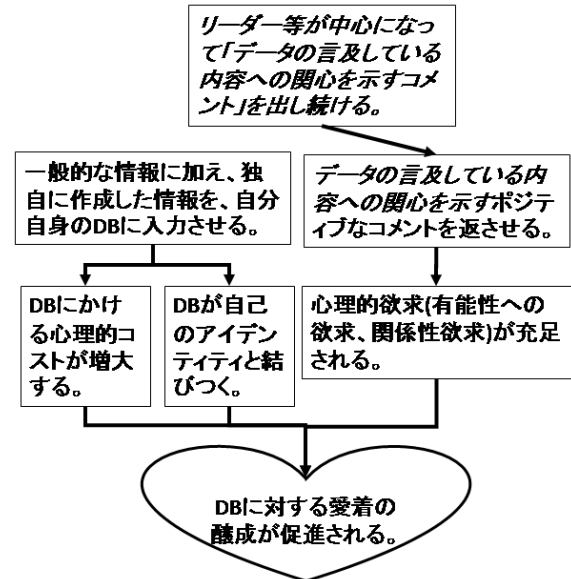 リーダー等が中心になっ
て「データの言及している
内容への関心を示すコメ
ント」を出し続ける。
一般的な情報に加え、独
自に作成した情報を、自分
自身のDBに入力させる。
データの言及している内
容への関心を示すポジテ
ィブなコメントを返させる。
DBにかけ
る心理的コ
ストが増大
する。
DBが自己
のアイデン
ティティと結
びつく。
心理的欲求(有能性への
欲求、関係性欲求)が充足
される。
DBに対する愛着の
醸成が促進される。